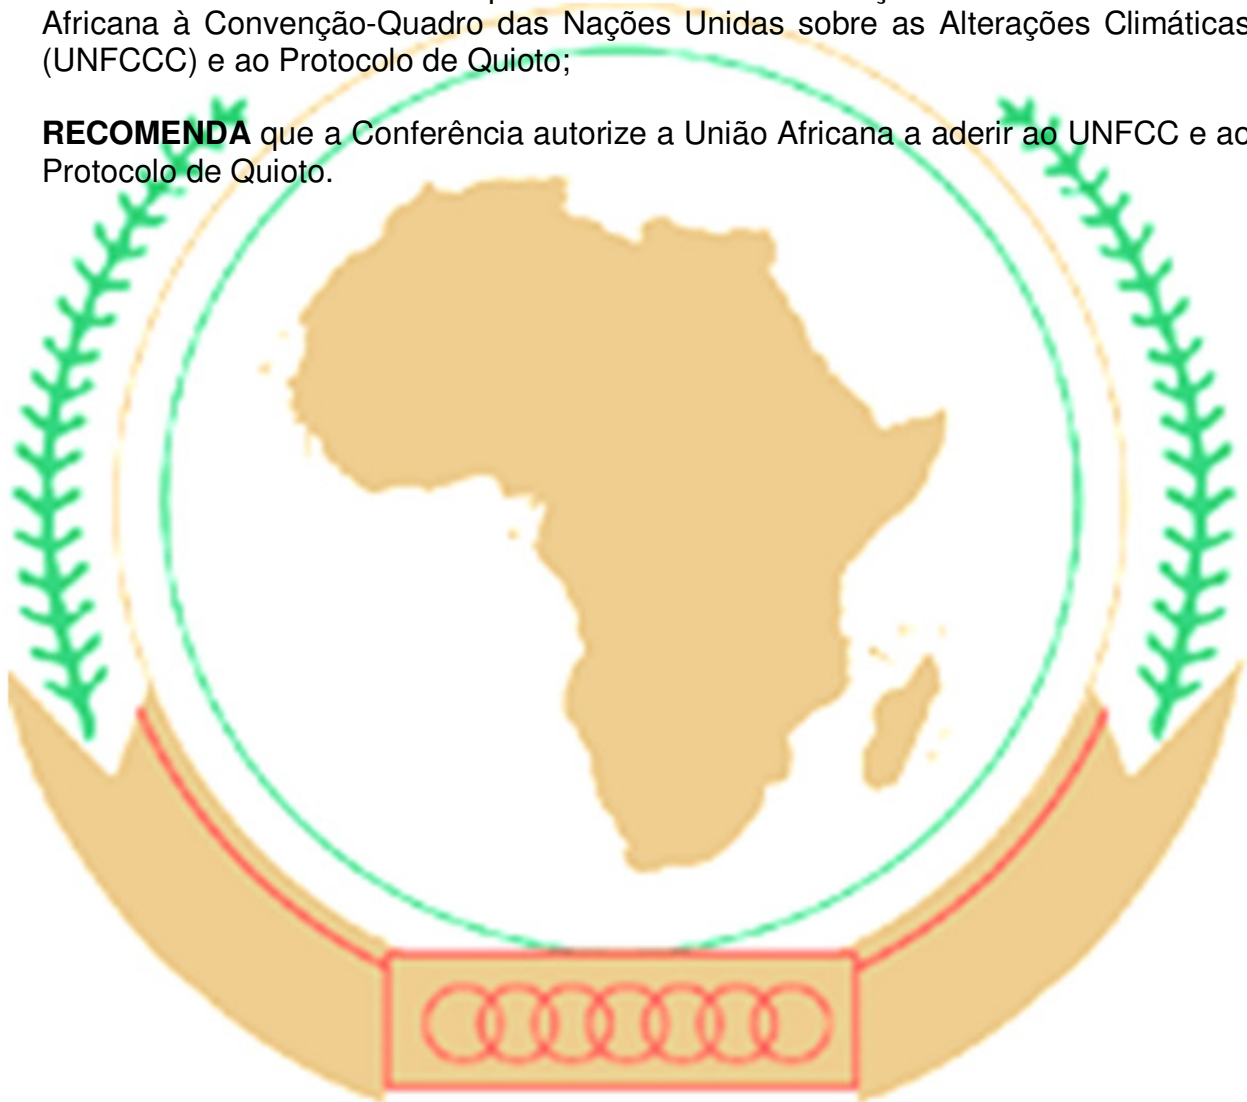 Africana à Convenção-Quadro das Nações Unidas sobre as Alterações Climáticas
(UNFCCC) e ao Protocolo de Quioto;
RECOMENDA que a Conferência autorize a União Africana a aderir ao UNFCC e ao
Protocolo de Quioto.